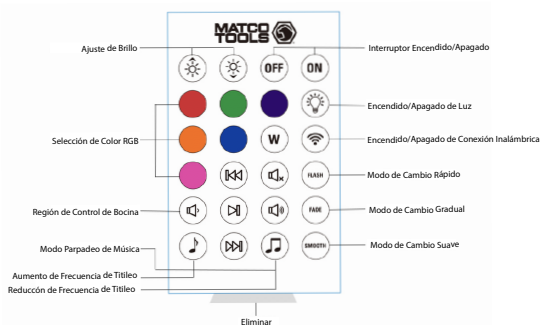 MATCO
TOOLS
Ajuste de Brillo
Interruptor Encendido/Apagado
OFF
ON
Encendido/Apagado de Luz
Selección de Color RGB
W
Encendido/Apagado de Conexión Inalámbrica
FLASH
Modo de Cambio Rápido
Región de Control de Bocina
FADE
Modo de Cambio Gradual
Modo Parpadeo de Música
SMOOTH
Modo de Cambio Suave
Aumento de Frecuencia de Titileo
Reduccón de Frecuencia de Titileo
Eliminar